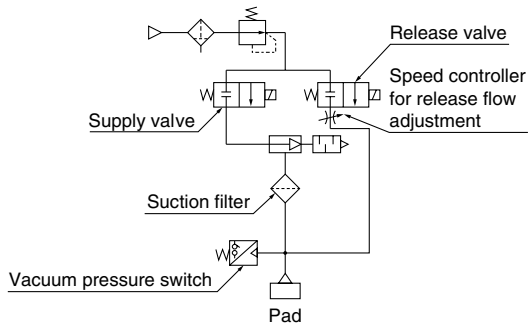 Release valve
Speed controller
for release flow
adjustment
Supply valve
Suction filter
Vacuum pressure switch
Pad